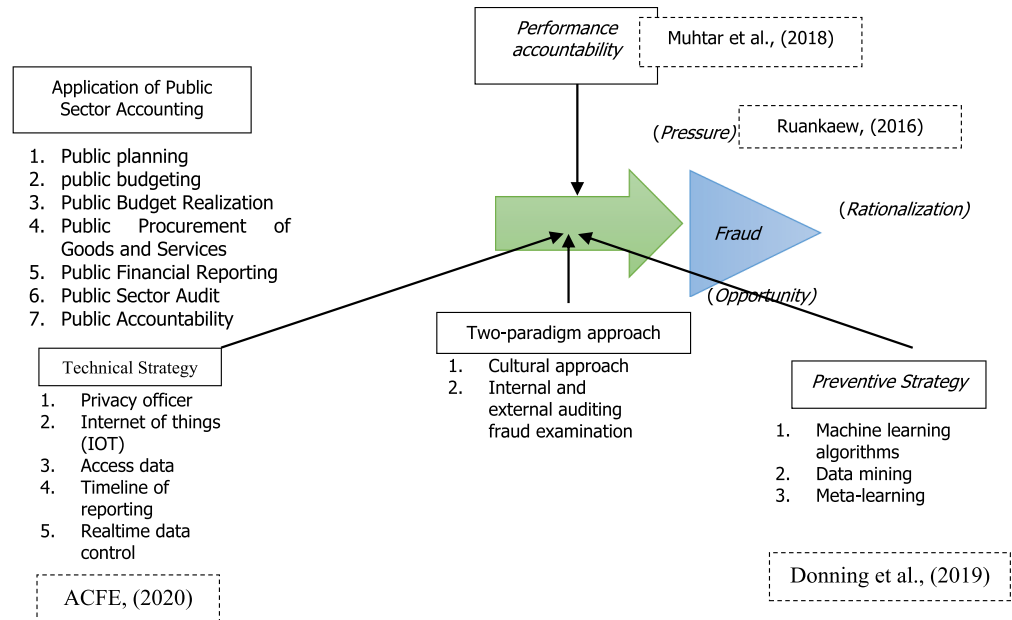 Performance
accountability
Muhtar et al., (2018)
Application of Public
Sector Accounting
1. Public planning
2. public budgeting
3. Public Budget Realization
4. Public Procurement of
Goods and Services
5. Public Financial Reporting
6. Public Sector Audit
7. Public Accountability
(Pressure)
Ruankaew, (2016)
(Rationalization)
Fraud
(Opportunity)
Technical Strategy
1. Privacy officer
2. Internet of things
(IOT)
3. Access data
4. Timeline of
reporting
5. Realtime data
control
ACFE, (2020)
Two-paradigm approach
1. Cultural approach
2. Internal and
external auditing
fraud examination
Preventive Strategy
1. Machine learning
algorithms
2. Data mining
3. Meta-learning
Donning et al., (2019)